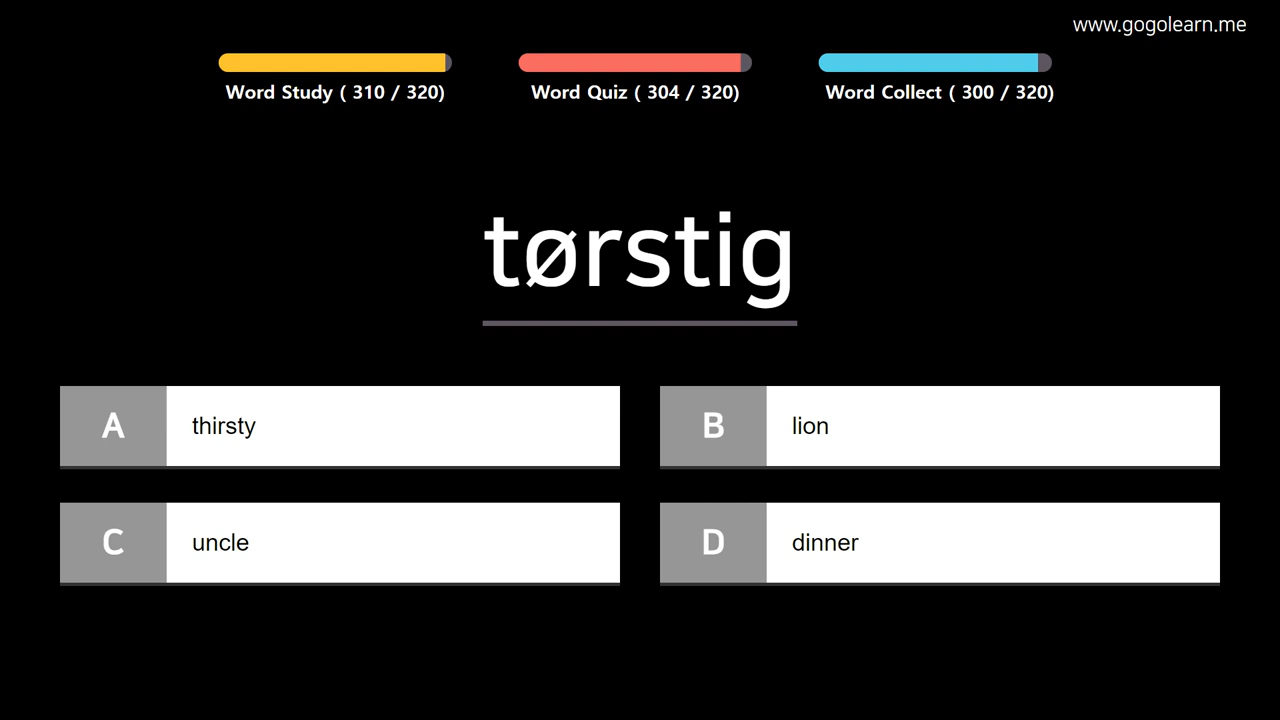 www.gogolearn.me
Word Study ( 310 / 320)
Word Quiz ( 304 / 320)
Word Collect ( 300 / 320)
tørstig
A thirsty
B lion
C uncle
D dinner